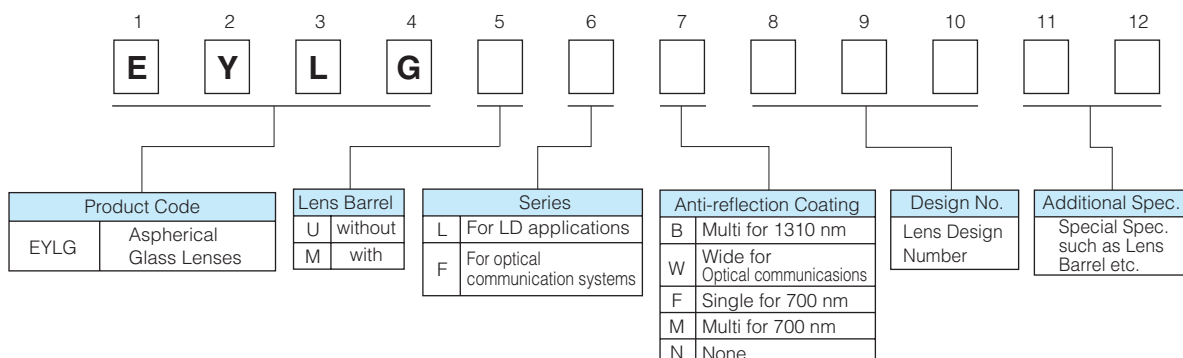 1 2 3 4 5 6 7 8 9 10 11 12
E Y L G
Product Code
EYLG Aspherical
Glass Lenses
Lens Barrel
U without
M with
Series
L For LD applications
F For optical
communication systems
Anti-reflection Coating
B Multi for 1310 nm
W Wide for
Optical communicasions
F Single for 700 nm
M Multi for 700 nm
N None
Design No.
Lens Design
Number
Additional Spec.
Special Spec.
such as Lens
Barrel etc.